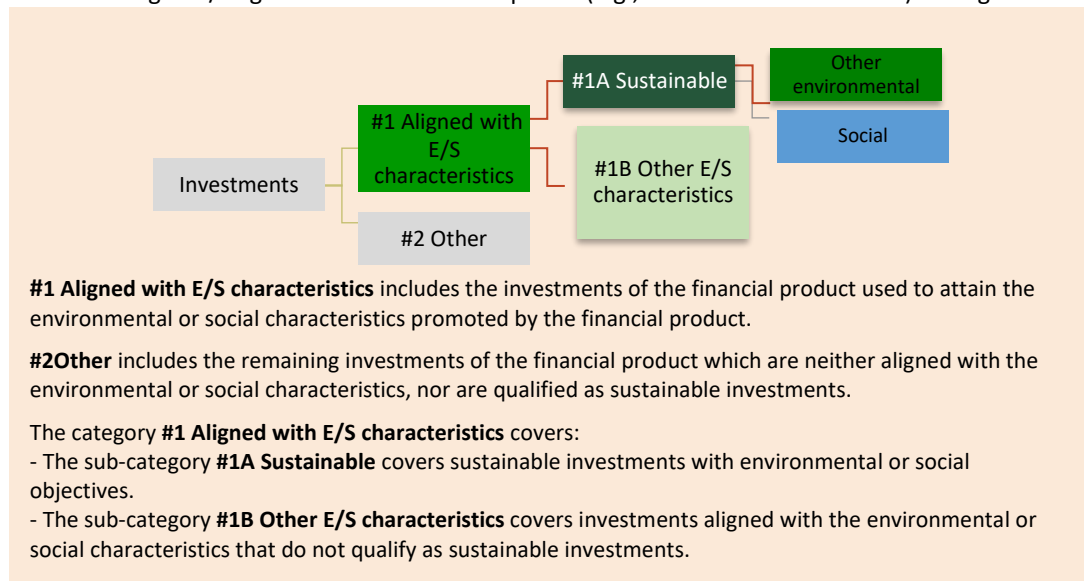 #1A Sustainable
Other
environmental
Social
#1 Aligned with
E/S
characteristics
#1B Other E/S
characteristics
Investments
#2 Other
#1 Aligned with E/S characteristics includes the investments of the financial product used to attain the
environmental or social characteristics promoted by the financial product.
#2Other includes the remaining investments of the financial product which are neither aligned with the
environmental or social characteristics, nor are qualified as sustainable investments.
The category #1 Aligned with E/S characteristics covers:
- The sub-category #1A Sustainable covers sustainable investments with environmental or social
objectives.
- The sub-category #1B Other E/S characteristics covers investments aligned with the environmental or
social characteristics that do not qualify as sustainable investments.